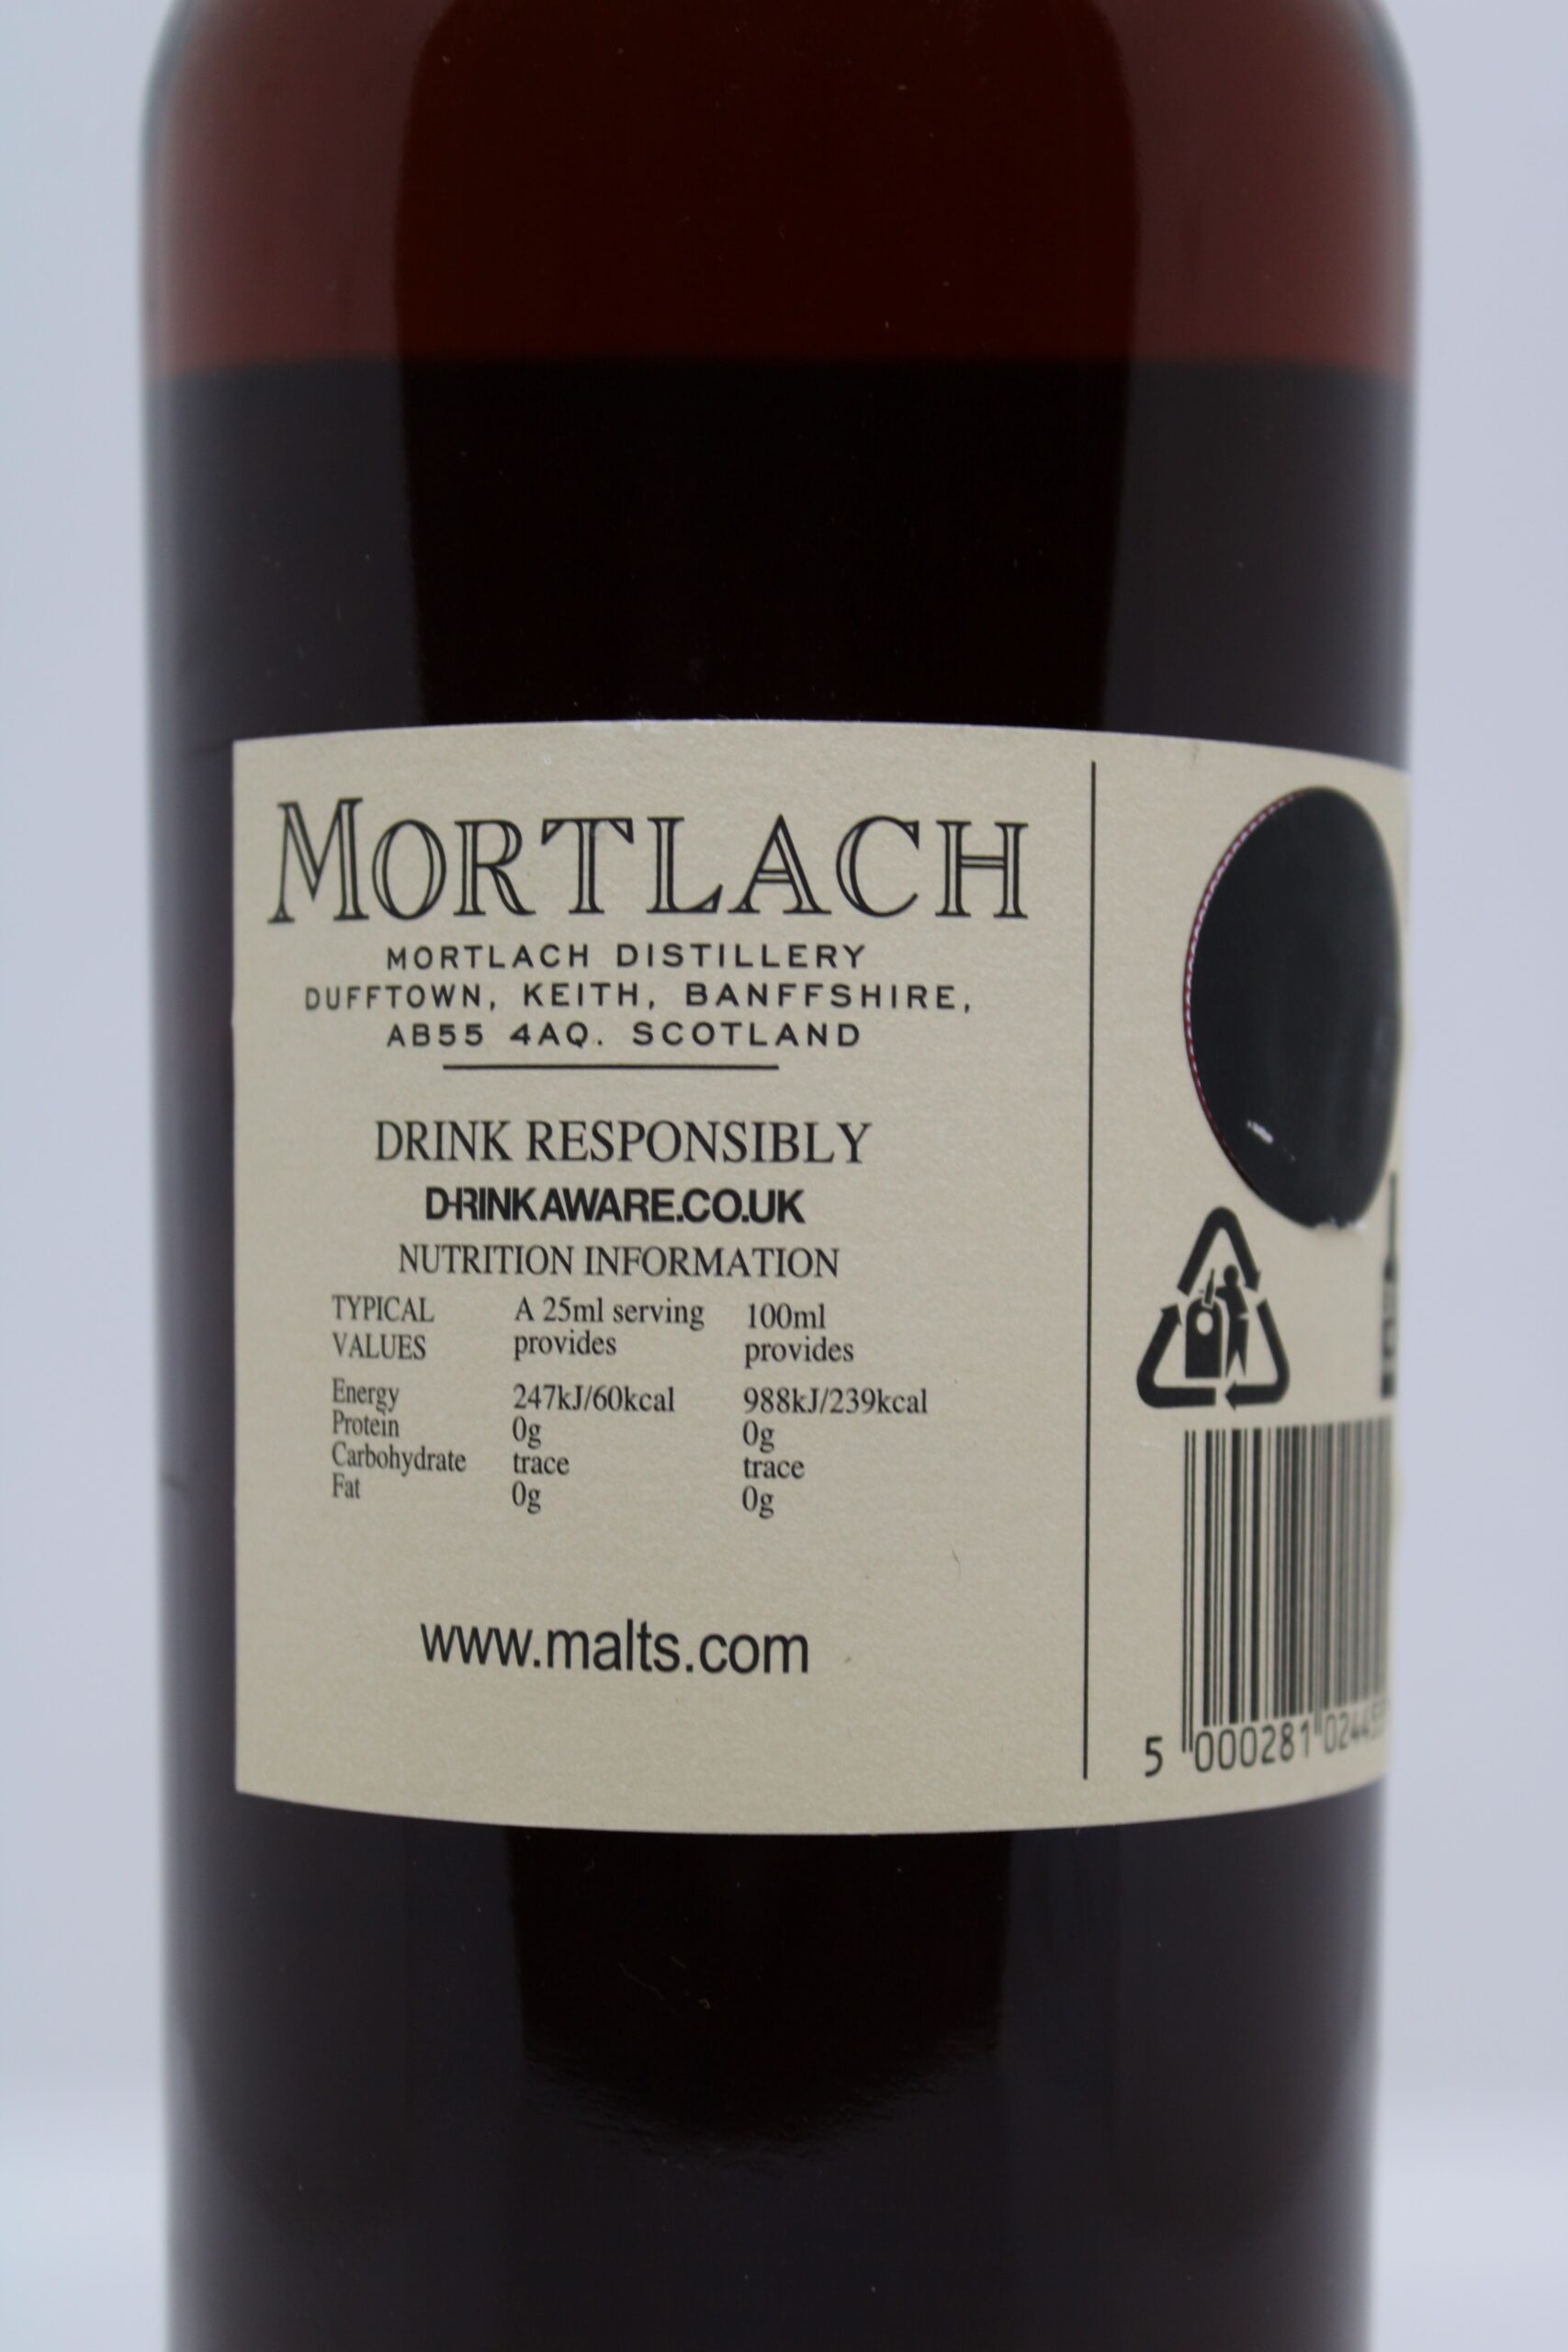 MORTLACH
MORTLACH DISTILLERY
DUFFTOWN, KEITH, BANFFSHIRE,
AB55 4AQ. SCOTLAND
DRINK RESPONSIBLY
DRINKAWARE.CO.UK
NUTRITION INFORMATION
TYPICAL VALUES A 25ml serving provides 100ml provides
Energy 247kJ/60kcal 988kJ/239kcal
Protein 0g 0g
Carbohydrate trace trace
Fat 0g 0g
www.malts.com
5 000281